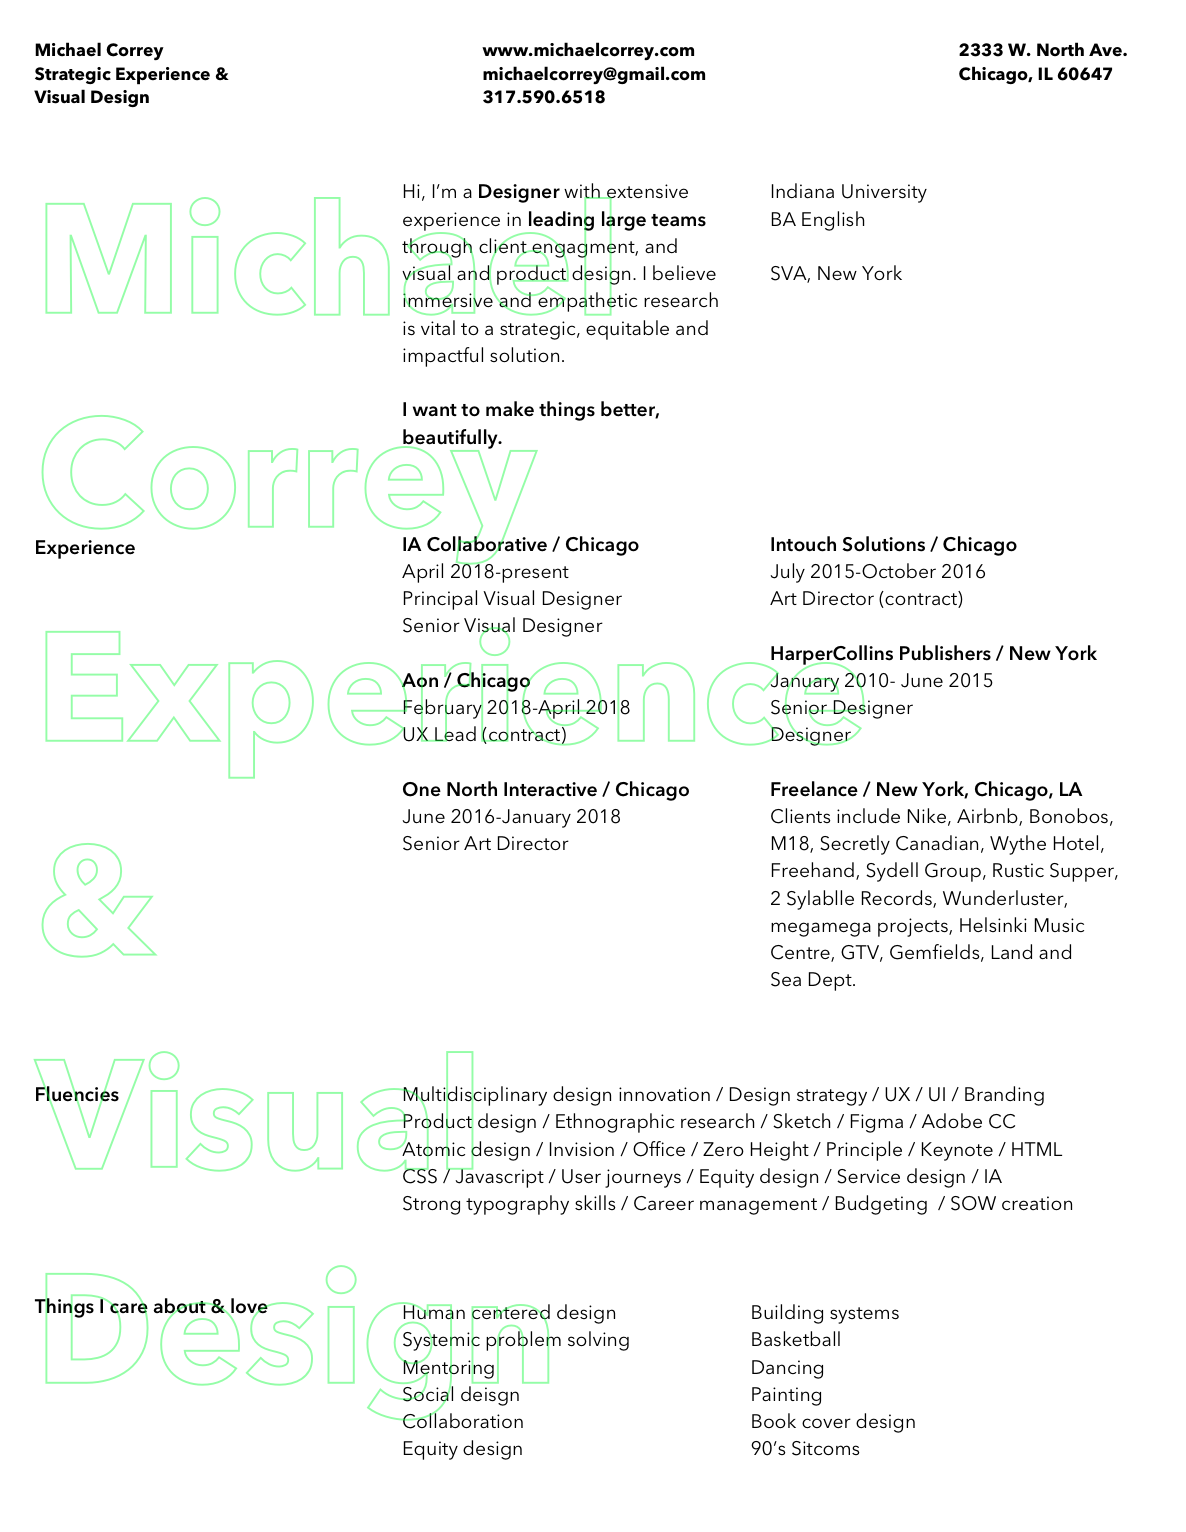 Michael Correy
Strategic Experience &
Visual Design
www.michaelcorrey.com
michaelcorrey@gmail.com
317.590.6518
2333 W. North Ave.
Chicago, IL 60647
Michael
Correy
Experience
&
Visual
Design
Hi, I’m a Designer with extensive
experience in leading large teams
through client engagment, and
visual and product design. I believe
immersive and empathetic research
is vital to a strategic, equitable and
impactful solution.
I want to make things better,
beautifully.
Indiana University
BA English
SVA, New York
Experience
IA Collaborative / Chicago
April 2018-present
Principal Visual Designer
Senior Visual Designer
Aon / Chicago
February 2018-April 2018
UX Lead (contract)
One North Interactive / Chicago
June 2016-January 2018
Senior Art Director
Intouch Solutions / Chicago
July 2015-October 2016
Art Director (contract)
HarperCollins Publishers / New York
January 2010- June 2015
Senior Designer
Designer
Freelance / New York, Chicago, LA
Clients include Nike, Airbnb, Bonobos,
M18, Secretly Canadian, Wythe Hotel,
Freehand, Sydell Group, Rustic Supper,
2 Sylablle Records, Wunderluster,
megamega projects, Helsinki Music
Centre, GTV, Gemfields, Land and
Sea Dept.
Fluencies
Multidisciplinary design innovation / Design strategy / UX / UI / Branding
Product design / Ethnographic research / Sketch / Figma / Adobe CC
Atomic design / Invision / Office / Zero Height / Principle / Keynote / HTML
CSS / Javascript / User journeys / Equity design / Service design / IA
Strong typography skills / Career management / Budgeting  / SOW creation
Things I care about & love
Human centered design
Systemic problem solving
Mentoring
Social deisgn
Collaboration
Equity design
Building systems
Basketball
Dancing
Painting
Book cover design
90’s Sitcoms